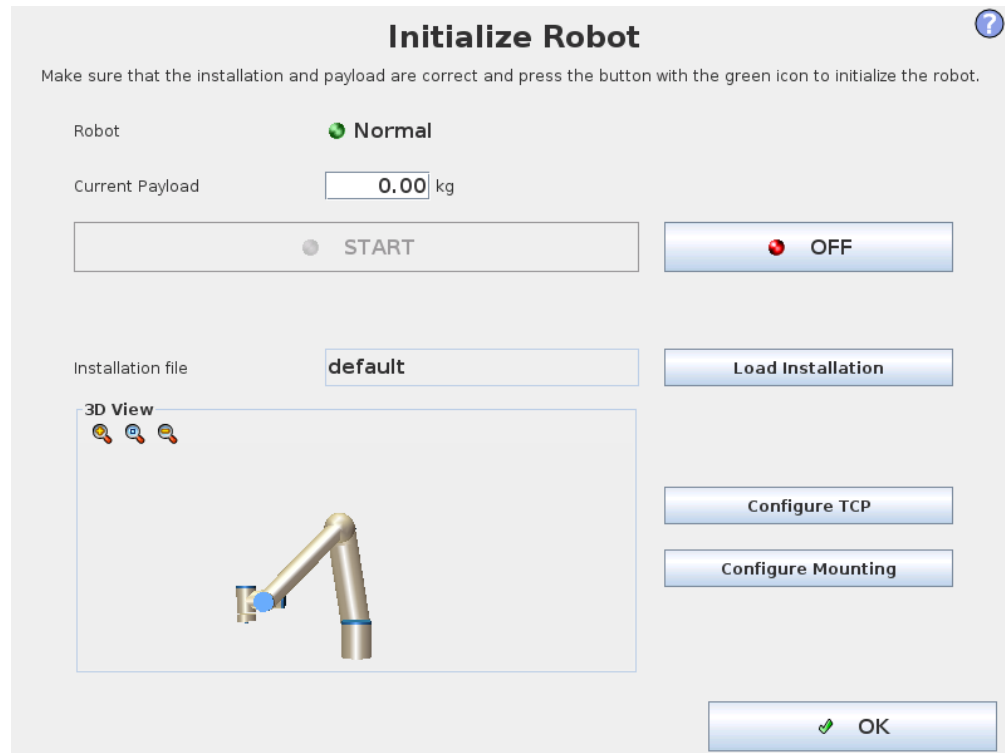 Initialize Robot
?
Make sure that the installation and payload are correct and press the button with the green icon to initialize the robot.
Robot Normal
Current Payload 0.00 kg
START OFF
Installation file default Load Installation
3D View
Configure TCP
Configure Mounting
OK